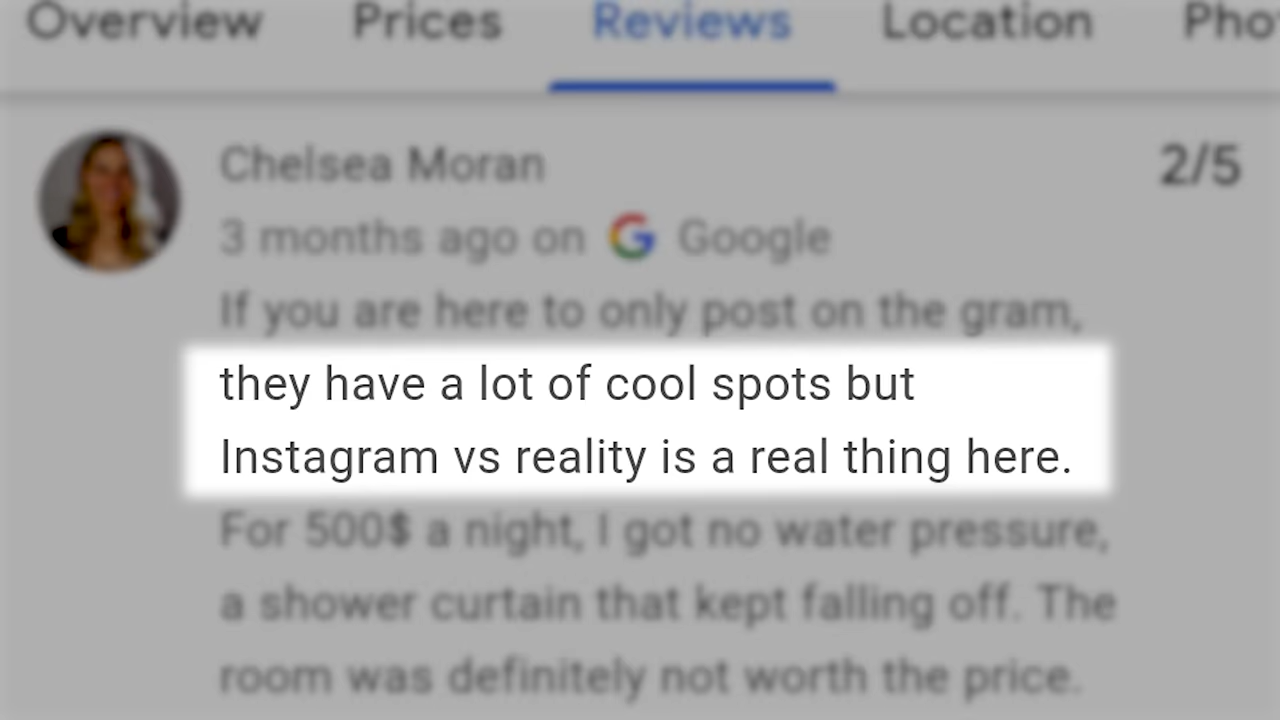 Overview Prices Reviews Location Pho
Chelsea Moran 2/5
3 months ago on Google
If you are here to only post on the gram,
they have a lot of cool spots but
Instagram vs reality is a real thing here.
For 500$ a night, I got no water pressure,
a shower curtain that kept falling off. The
room was definitely not worth the price.